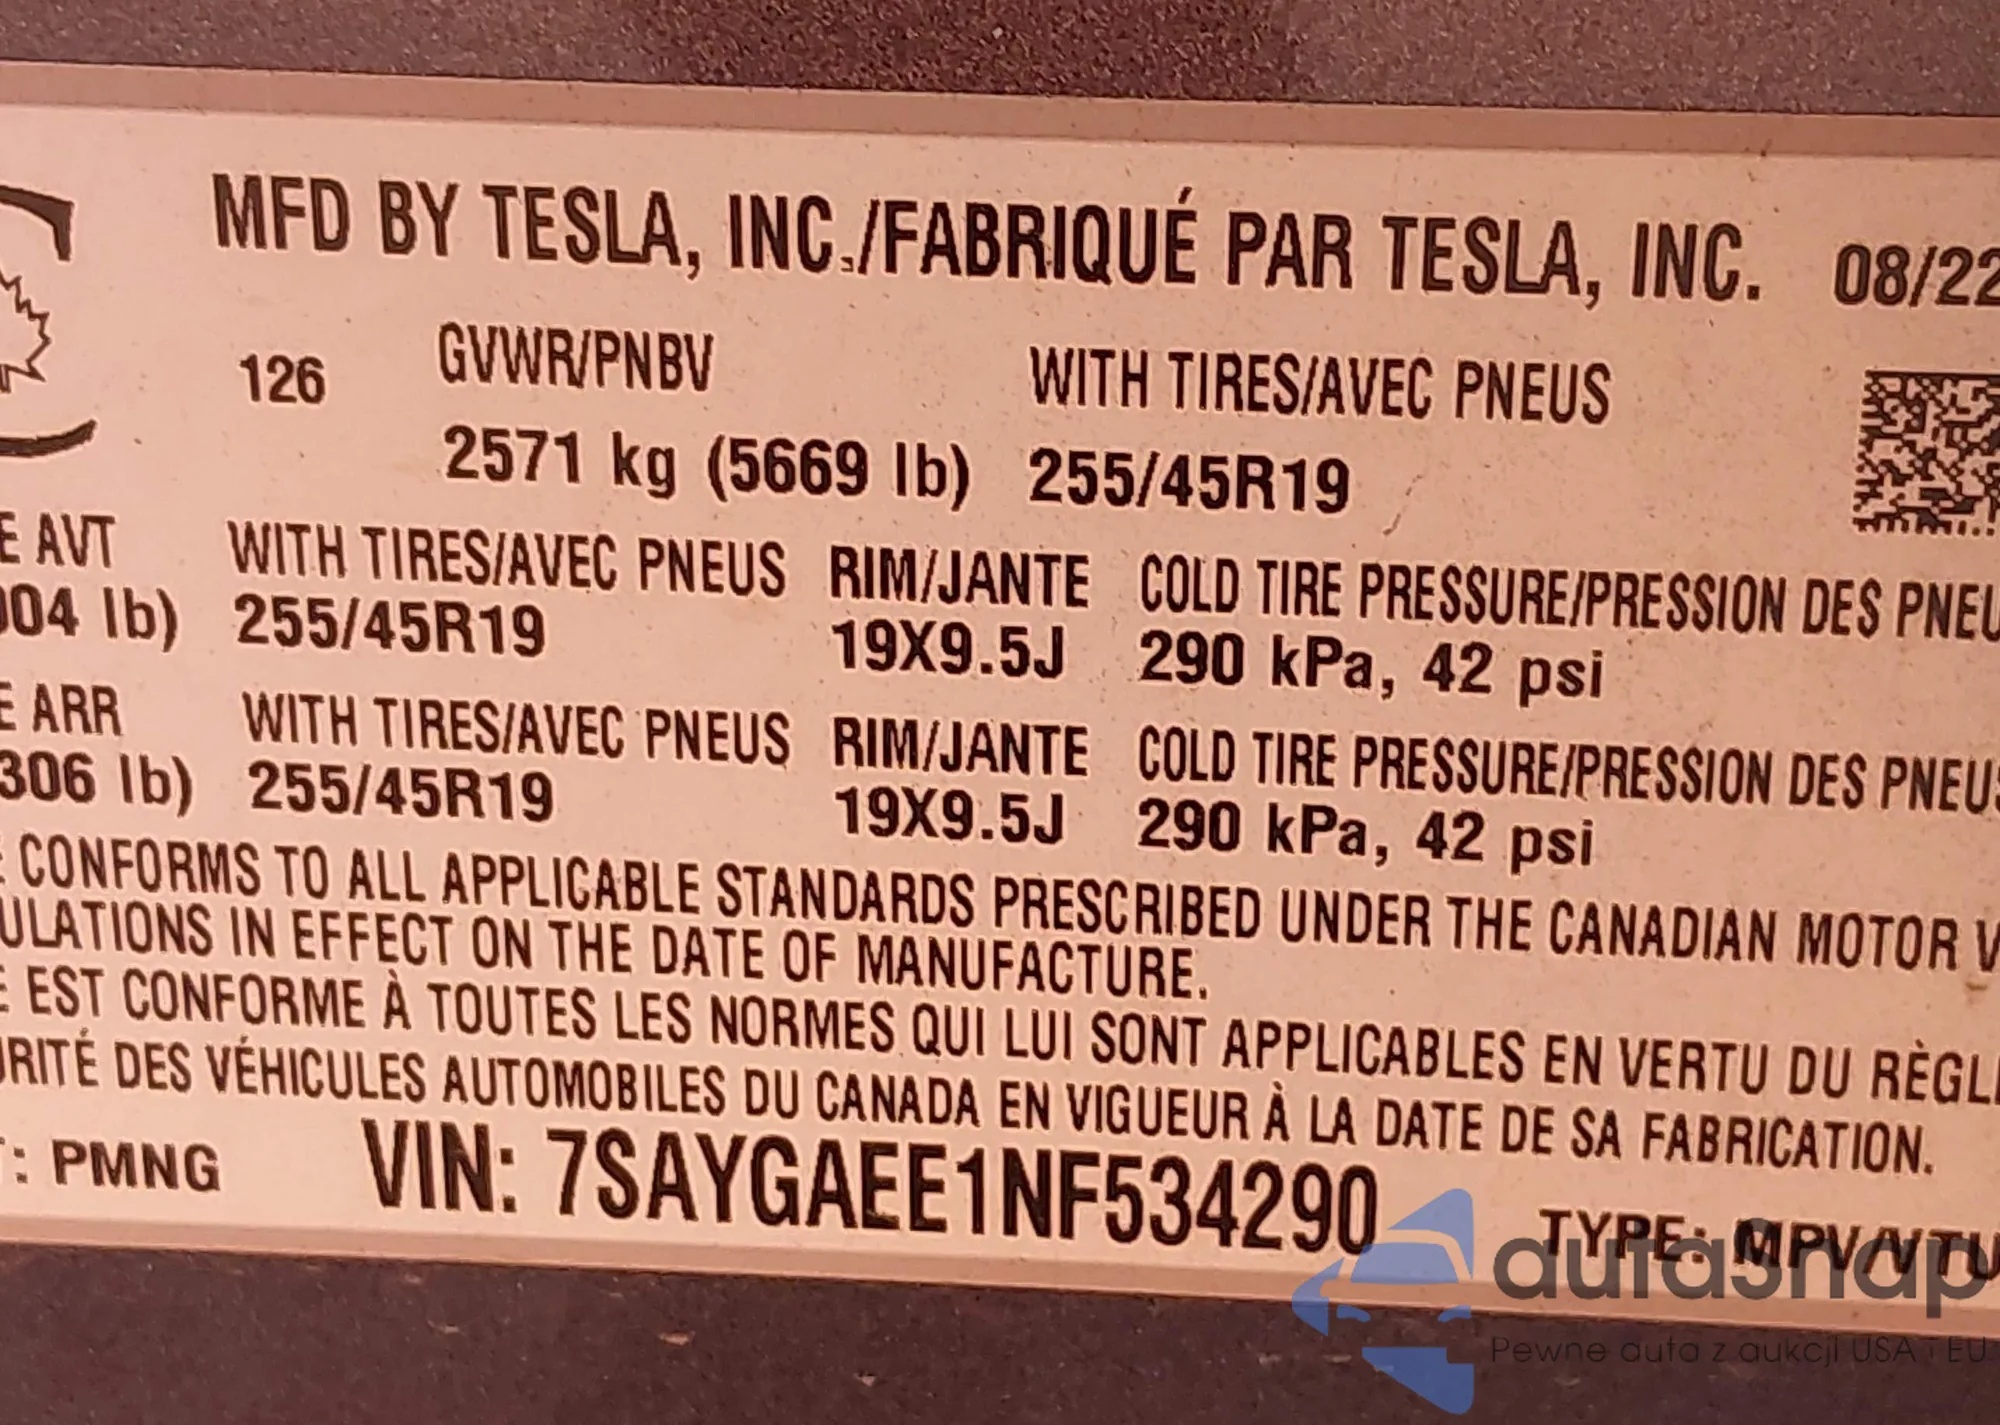 MFD BY TESLA, INC./FABRIQUÉ PAR TESLA, INC. 08/22
126 GVWR/PNBV WITH TIRES/AVEC PNEUS
2571 kg (5669 lb) 255/45R19
E AVT WITH TIRES/AVEC PNEUS RIM/JANTE COLD TIRE PRESSURE/PRESSION DES PNEU
004 lb) 255/45R19 19X9.5J 290 kPa, 42 psi
E ARR WITH TIRES/AVEC PNEUS RIM/JANTE COLD TIRE PRESSURE/PRESSION DES PNEUS
306 lb) 255/45R19 19X9.5J 290 kPa, 42 psi
E CONFORMS TO ALL APPLICABLE STANDARDS PRESCRIBED UNDER THE CANADIAN MOTOR V
ULATIONS IN EFFECT ON THE DATE OF MANUFACTURE.
E EST CONFORME À TOUTES LES NORMES QUI LUI SONT APPLICABLES EN VERTU DU RÈGL
URITÉ DES VÉHICULES AUTOMOBILES DU CANADA EN VIGUEUR À LA DATE DE SA FABRICATION.
T: PMNG VIN: 7SAYGAEE1NF534290 TYPE: MPV/VTU
autasnap
Pewne auta z aukcji USA i EU